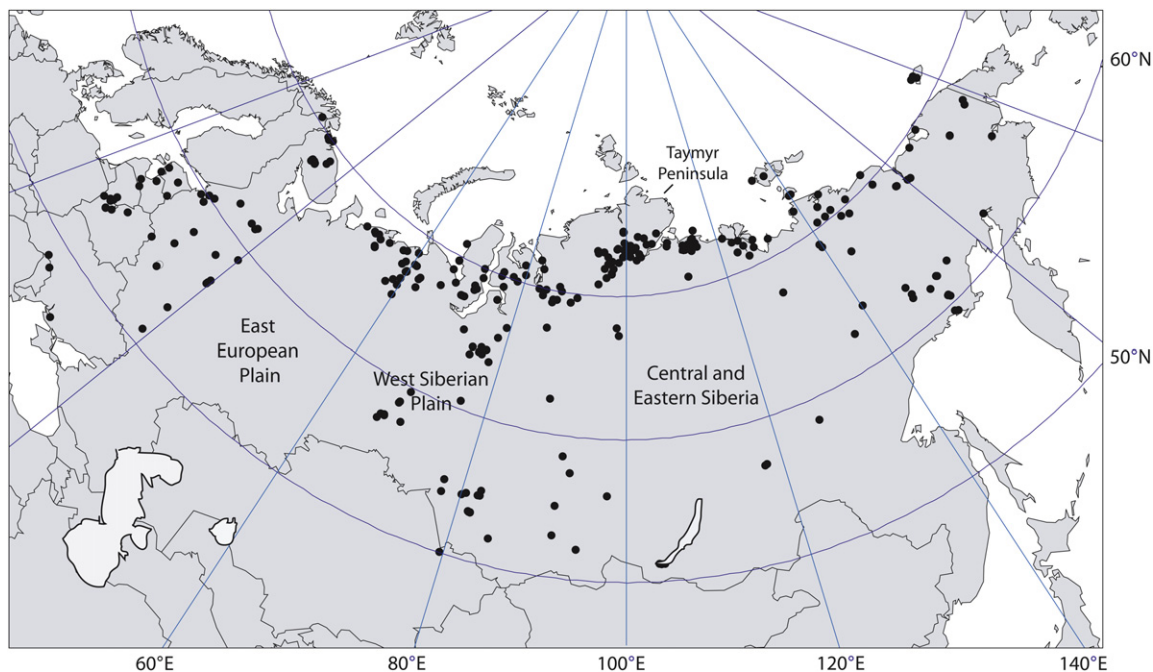 60°N
Taymyr
Peninsula
East
European
Plain
West Siberian
Plain
Central and
Eastern Siberia
50°N
60°E
80°E
100°E
120°E
140°E